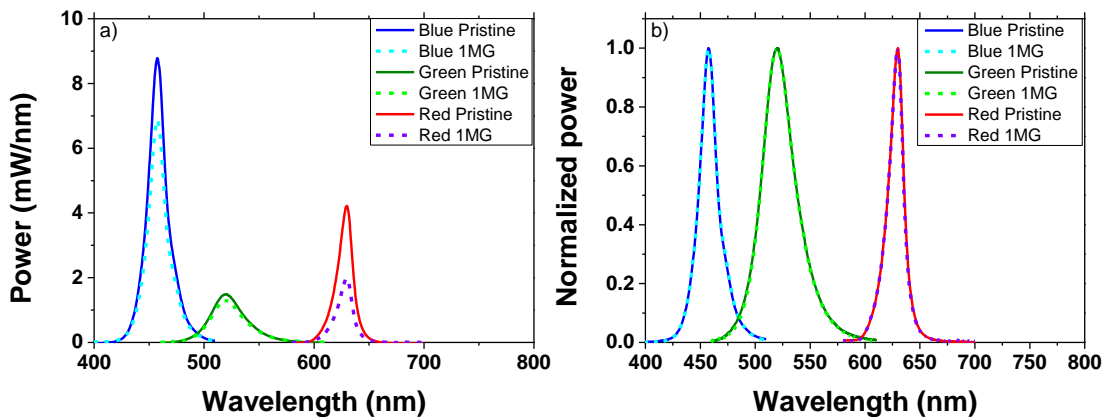 a)
Blue Pristine
Blue 1MG
Green Pristine
Green 1MG
Red Pristine
Red 1MG
Power (mW/nm)
10
8
6
4
2
0
400 500 600 700 800
Wavelength (nm)
b)
Blue Pristine
Blue 1MG
Green Pristine
Green 1MG
Red Pristine
Red 1MG
Normalized power
1.0
0.8
0.6
0.4
0.2
0.0
400 450 500 550 600 650 700 750 800
Wavelength (nm)